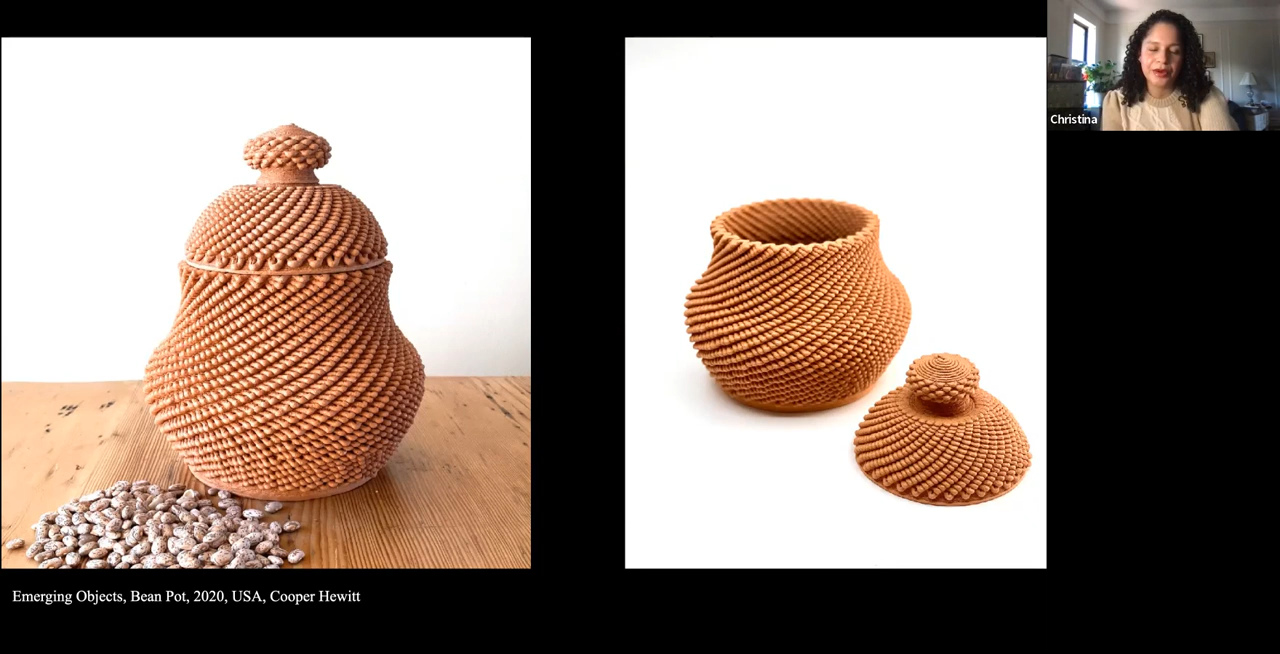 Christina
Emerging Objects, Bean Pot, 2020, USA, Cooper Hewitt